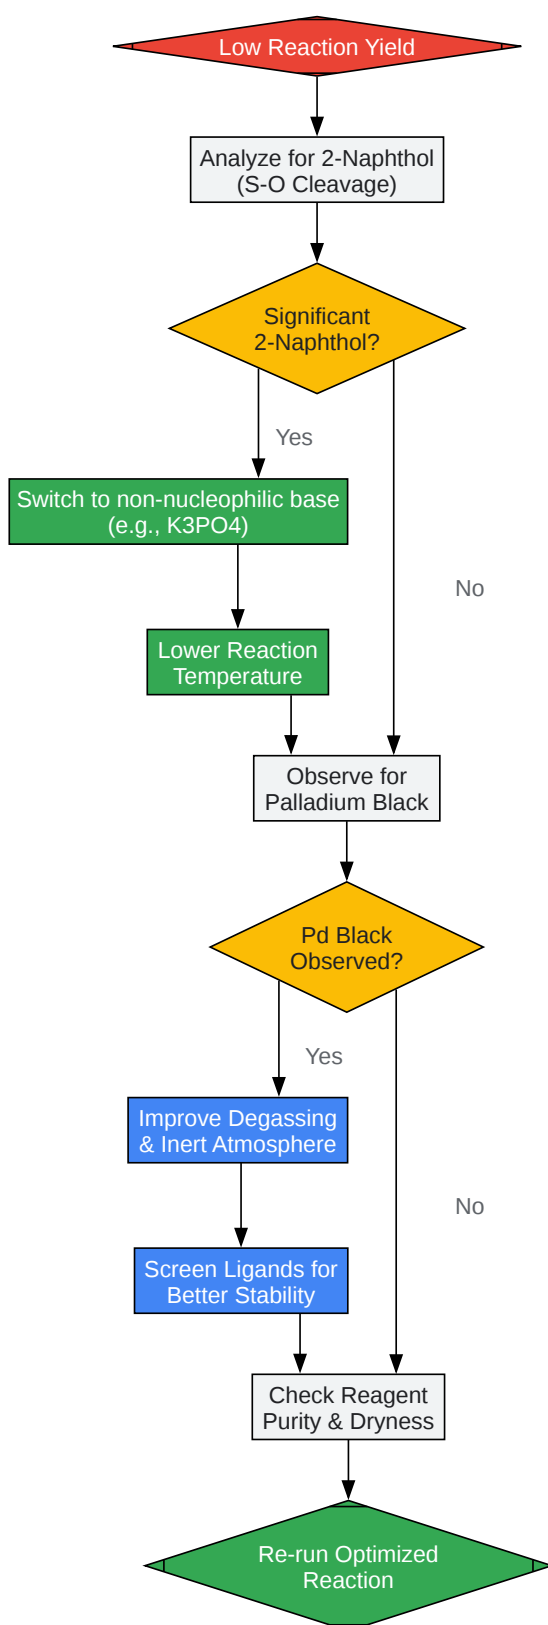 Low Reaction Yield
Analyze for 2-Naphthol
(S-O Cleavage)
Significant
2-Naphthol?
Yes
Switch to non-nucleophilic base
(e.g., K3PO4)
No
Lower Reaction
Temperature
Observe for
Palladium Black
Pd Black
Observed?
Yes
Improve Degassing
& Inert Atmosphere
No
Screen Ligands for
Better Stability
Check Reagent
Purity & Dryness
Re-run Optimized
Reaction